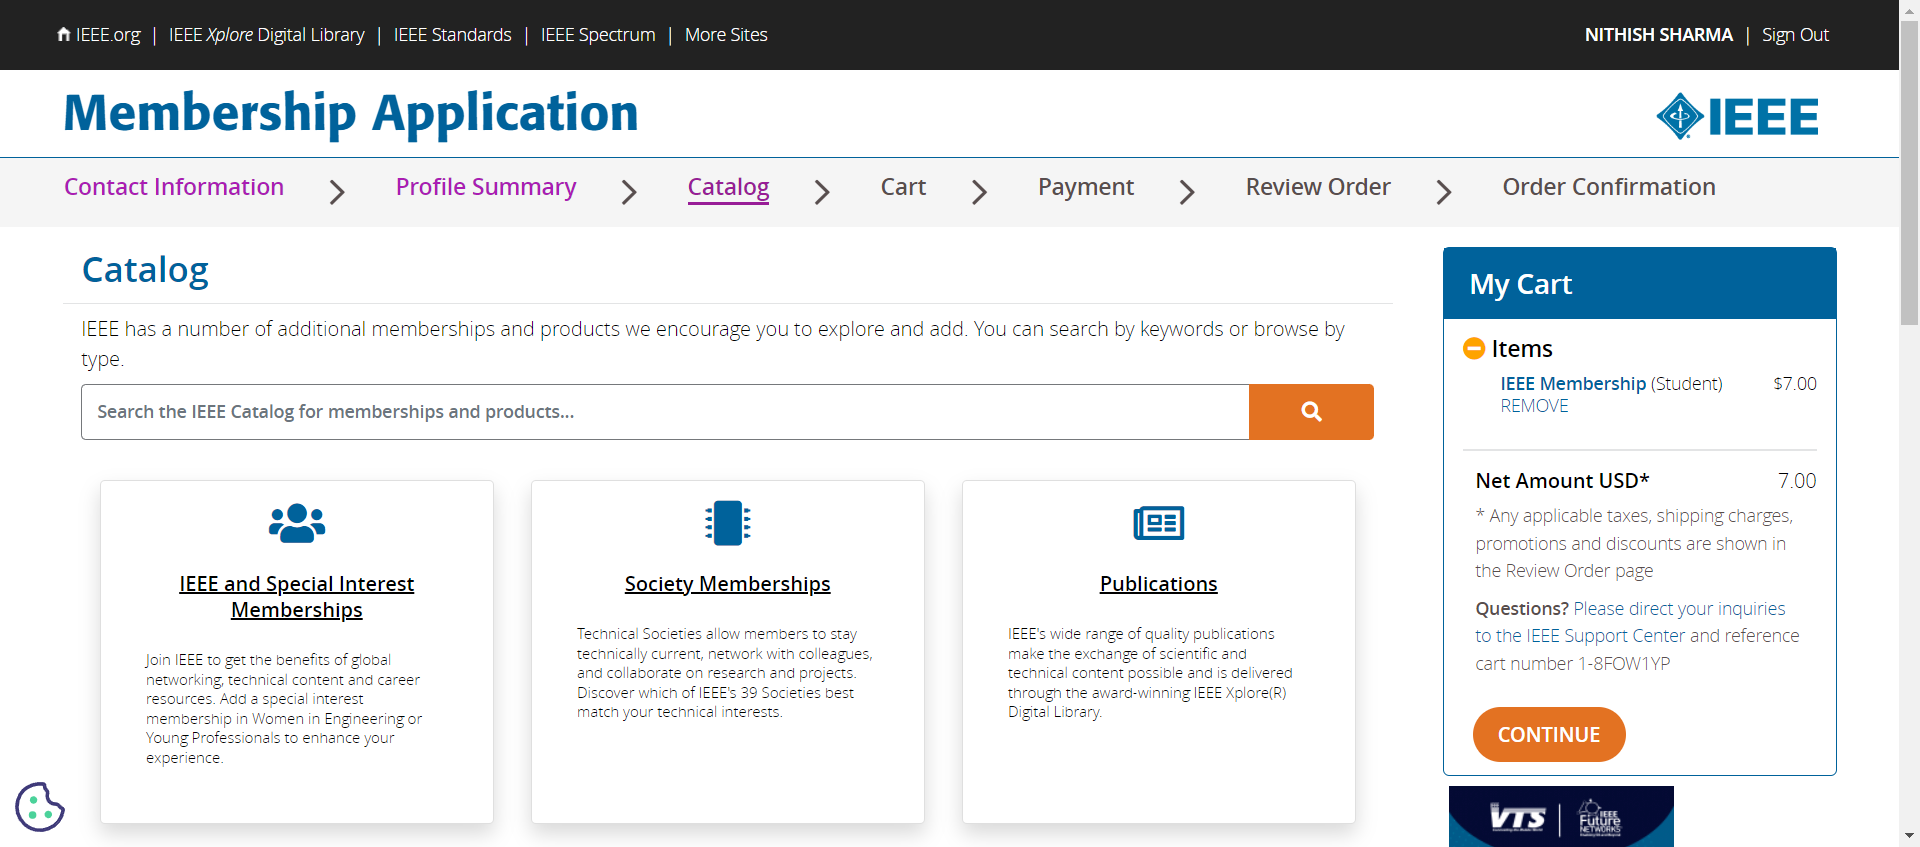 IEEE.org | IEEE Xplore Digital Library | IEEE Standards | IEEE Spectrum | More Sites
NITHISH SHARMA | Sign Out
Membership Application
IEEE
Contact Information
Profile Summary
Catalog
Cart
Payment
Review Order
Order Confirmation
Catalog
IEEE has a number of additional memberships and products we encourage you to explore and add. You can search by keywords or browse by
type.
Search the IEEE Catalog for memberships and products...
IEEE and Special Interest
Memberships
Join IEEE to get the benefits of global
networking, technical content and career
resources. Add a special interest
membership in Women in Engineering or
Young Professionals to enhance your
experience.
Society Memberships
Technical Societies allow members to stay
technically current, network with colleagues,
and collaborate on research and projects.
Discover which of IEEE's 39 Societies best
match your technical interests.
Publications
IEEE's wide range of quality publications
make the exchange of scientific and
technical content possible and is delivered
through the award-winning IEEE Xplore(R)
Digital Library.
My Cart
Items
IEEE Membership (Student) $7.00
REMOVE
Net Amount USD* 7.00
* Any applicable taxes, shipping charges,
promotions and discounts are shown in
the Review Order page
Questions? Please direct your inquiries
to the IEEE Support Center and reference
cart number 1-8FOW1YP
CONTINUE
VTS
IEEE
Future
NETWORKS